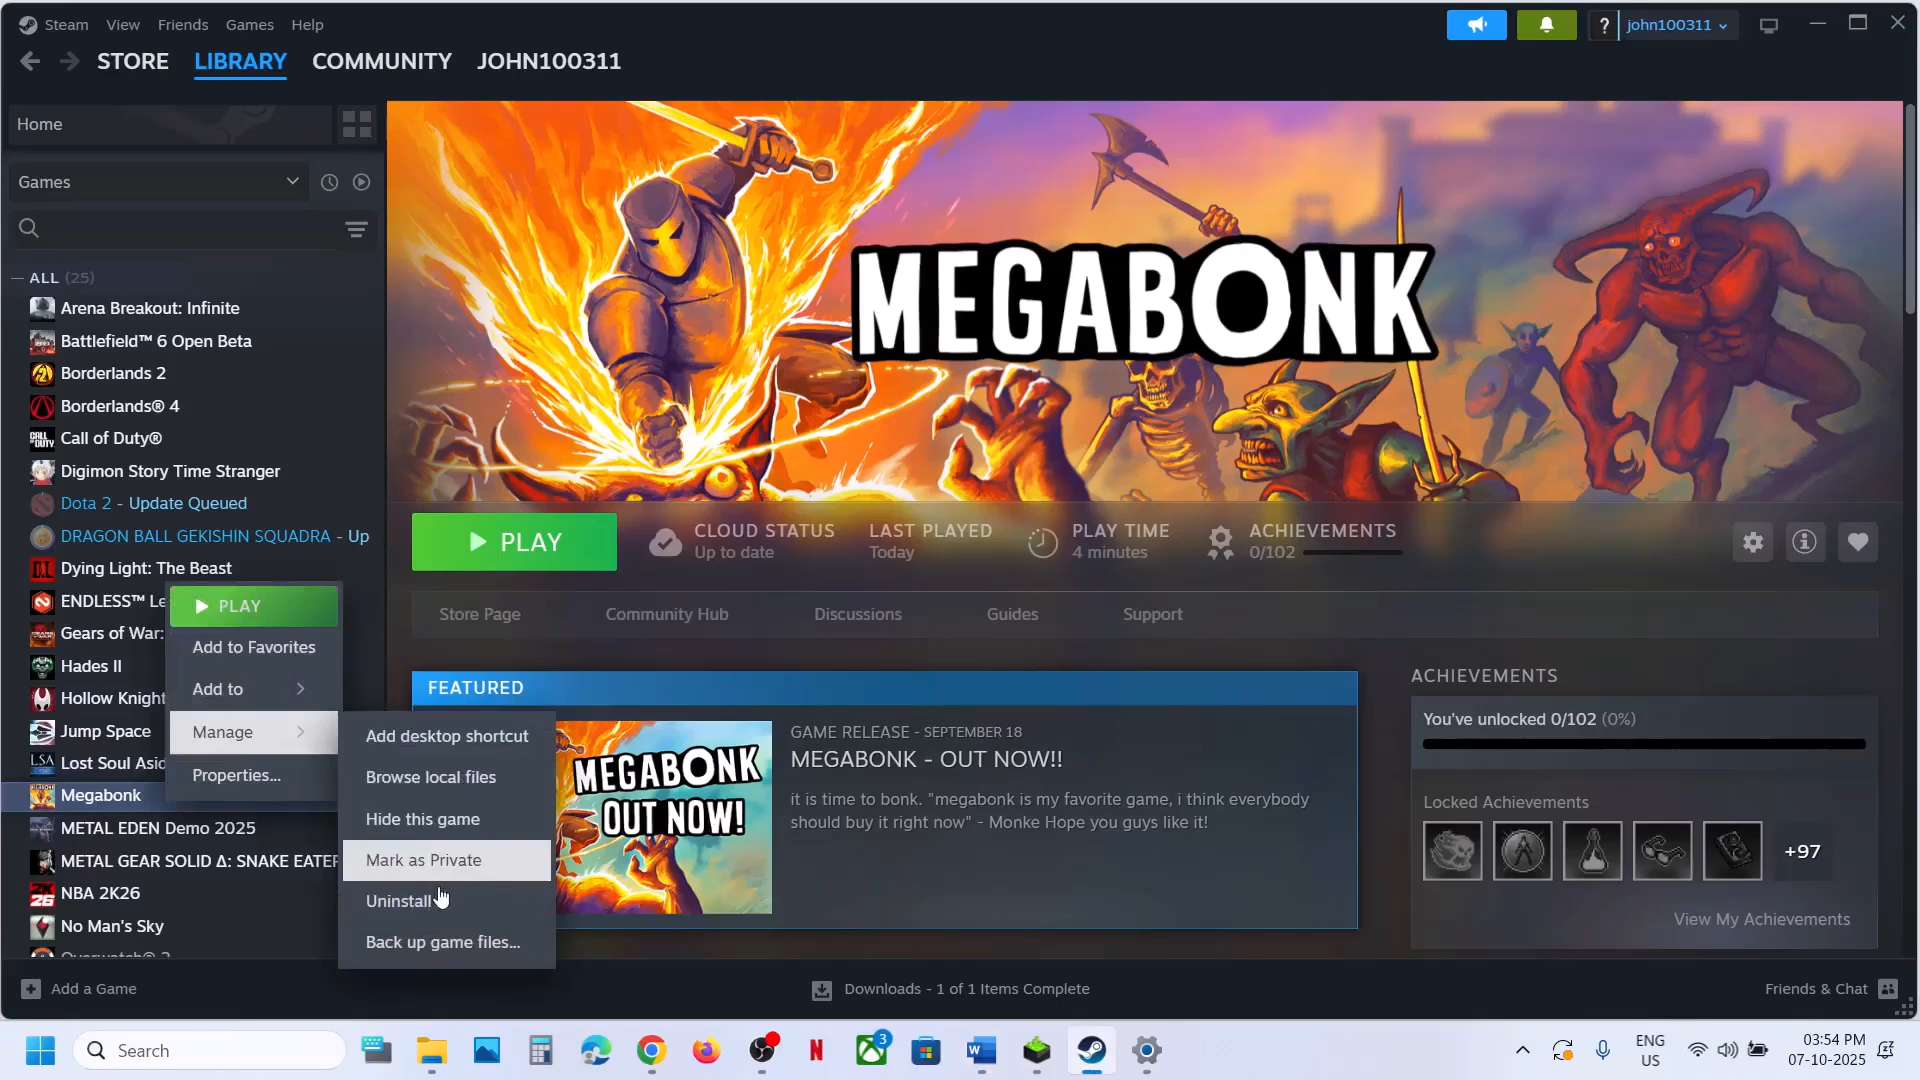 Steam View Friends Games Help
? john100311
STORE LIBRARY COMMUNITY JOHN100311
Home
Games
ALL (25)
Arena Breakout: Infinite
Battlefield™ 6 Open Beta
Borderlands 2
Borderlands® 4
CALL OF DUTY Call of Duty®
Digimon Story Time Stranger
Dota 2 - Update Queued
DRAGON BALL GEKISHIN SQUADRA - Up
Dying Light: The Beast
ENDLESS™ Le
Gears of War:
Hades II
Hollow Knight
Jump Space
LSA Lost Soul Asid
Megabonk
METAL EDEN Demo 2025
METAL GEAR SOLID Δ: SNAKE EATER
2K 26 NBA 2K26
No Man's Sky
Overwatch® 2
Add a Game
PLAY
Add to Favorites
Add to
Manage
Properties...
Add desktop shortcut
Browse local files
Hide this game
Mark as Private
Uninstall
Back up game files...
MEGABONK
PLAY
CLOUD STATUS
Up to date
LAST PLAYED
Today
PLAY TIME
4 minutes
ACHIEVEMENTS
0/102
Store Page Community Hub Discussions Guides Support
FEATURED
MEGABONK
OUT NOW!
GAME RELEASE - SEPTEMBER 18
MEGABONK - OUT NOW!!
it is time to bonk. "megabonk is my favorite game, i think everybody
should buy it right now" - Monke Hope you guys like it!
ACHIEVEMENTS
You've unlocked 0/102 (0%)
Locked Achievements
+97
View My Achievements
Downloads - 1 of 1 Items Complete
Friends & Chat
Search
N
3
W
ENG
US
03:54 PM
07-10-2025